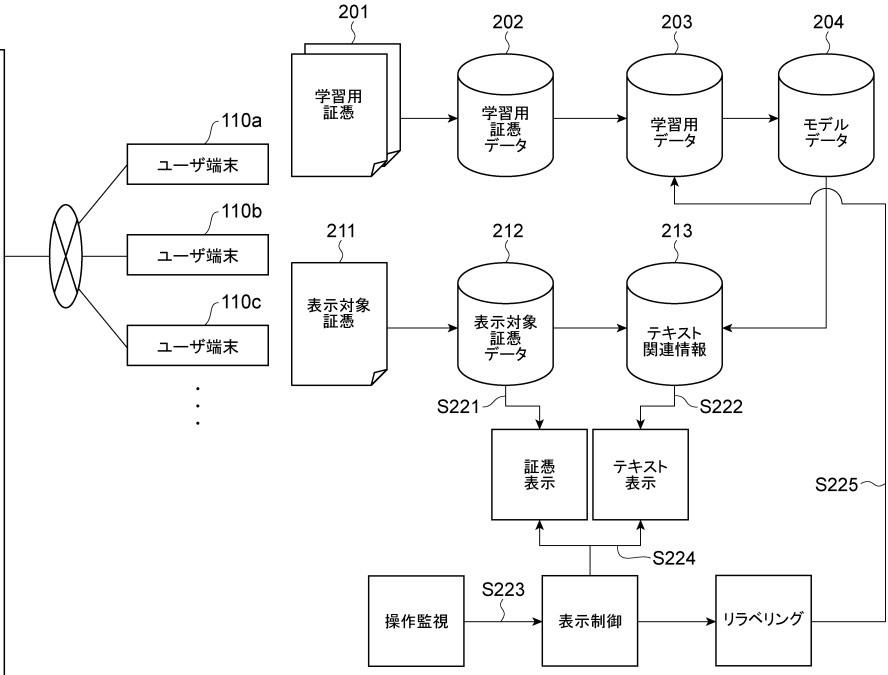 201
202
203
204
学習用
証憑
学習用
証憑
データ
学習用
データ
モデル
データ
110a
ユーザ端末
110b
ユーザ端末
110c
ユーザ端末
211
212
213
表示対象
証憑
表示対象
証憑
データ
テキスト
関連情報
S221
S222
証憑
表示
テキスト
表示
S225
S224
S223
操作監視
表示制御
リラベリング